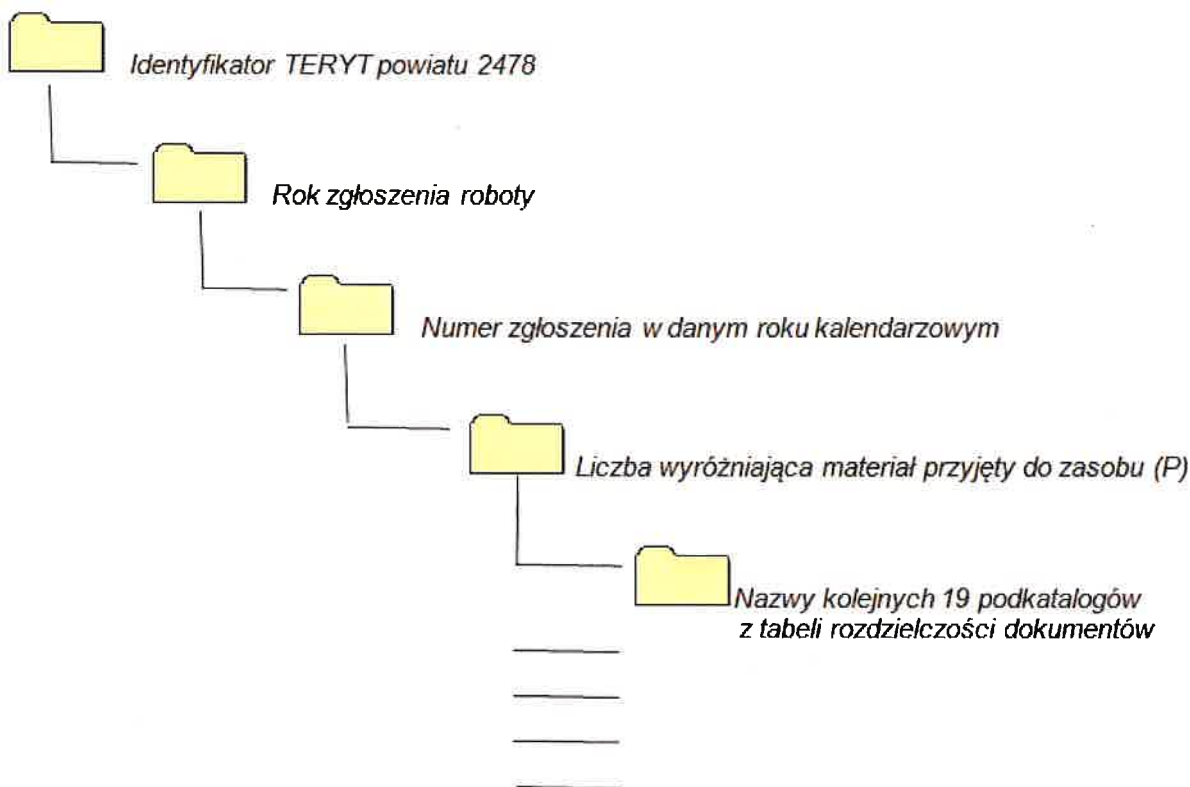 Identyfikator TERYT powiatu 2478
Rok zgłoszenia roboty
Numer zgłoszenia w danym roku kalendarzowym
Liczba wyróżniająca materiał przyjęty do zasobu (P)
Nazwy kolejnych 19 podkatalogów
z tabeli rozdzielczości dokumentów